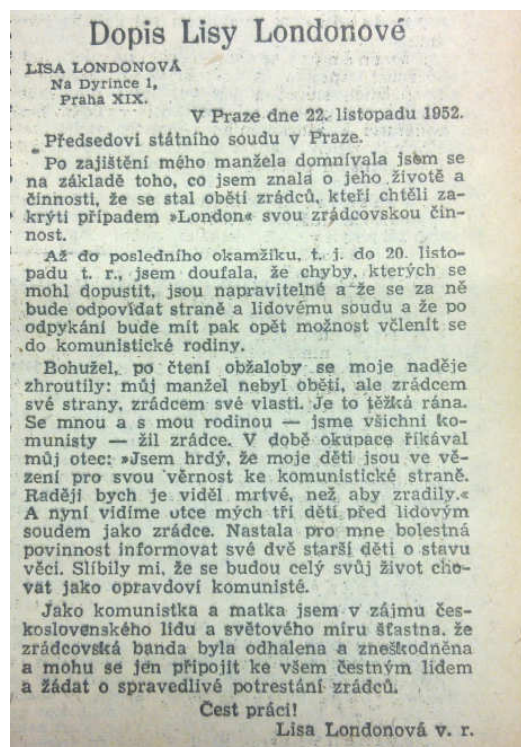 Dopis Lisy Londonové
LISA LONDONOVÁ
Na Dyrince 1,
Praha XIX.
V Praze dne 22. listopadu 1952.
Předsedovi státního soudu v Praze.
Po zajištění mého manžela domnívala jsem se
na základě toho, co jsem znala o jeho životě a
činnosti, že se stal obětí zrádců, kteří chtěli za-
krýti případem »London« svou zrádcovskou čin-
nost.
Až do posledního okamžiku, t. j. do 20. listo-
padu t. r., jsem doufala, že chyby, kterých se
mohl dopustit, jsou napravitelné a že se za ně
bude odpovídat straně a lidovému soudu a že po
odpykání bude mít pak opět možnost včlenit se
do komunistické rodiny.
Bohužel, po čtení obžaloby se moje naděje
zhroutily: můj manžel nebyl obětí, ale zrádcem
své strany, zrádcem své vlasti. Je to těžká rána.
Se mnou a s mou rodinou — jsme všichni ko-
munisty — žil zrádce. V době okupace říkával
můj otec: »Jsem hrdý, že moje děti jsou ve vě-
zení pro svou věrnost ke komunistické straně.
Raději bych je viděl mrtvé, než aby zradily.«
A nyní vidíme otce mých tří dětí před lidovým
soudem jako zrádce. Nastala pro mne bolestná
povinnost informovat své dvě starší děti o stavu
věcí. Slíbily mi, že se budou celý svůj život cho-
vat jako opravdoví komunisté.
Jako komunistka a matka jsem v zájmu čes-
koslovenského lidu a světového míru šťastna, že
zrádcovská banda byla odhalena a zneškodněna
a mohu se jen připojit ke všem čestným lidem
a žádat o spravedlivé potrestání zrádců.
Čest práci!
Lisa Londonová v. r.